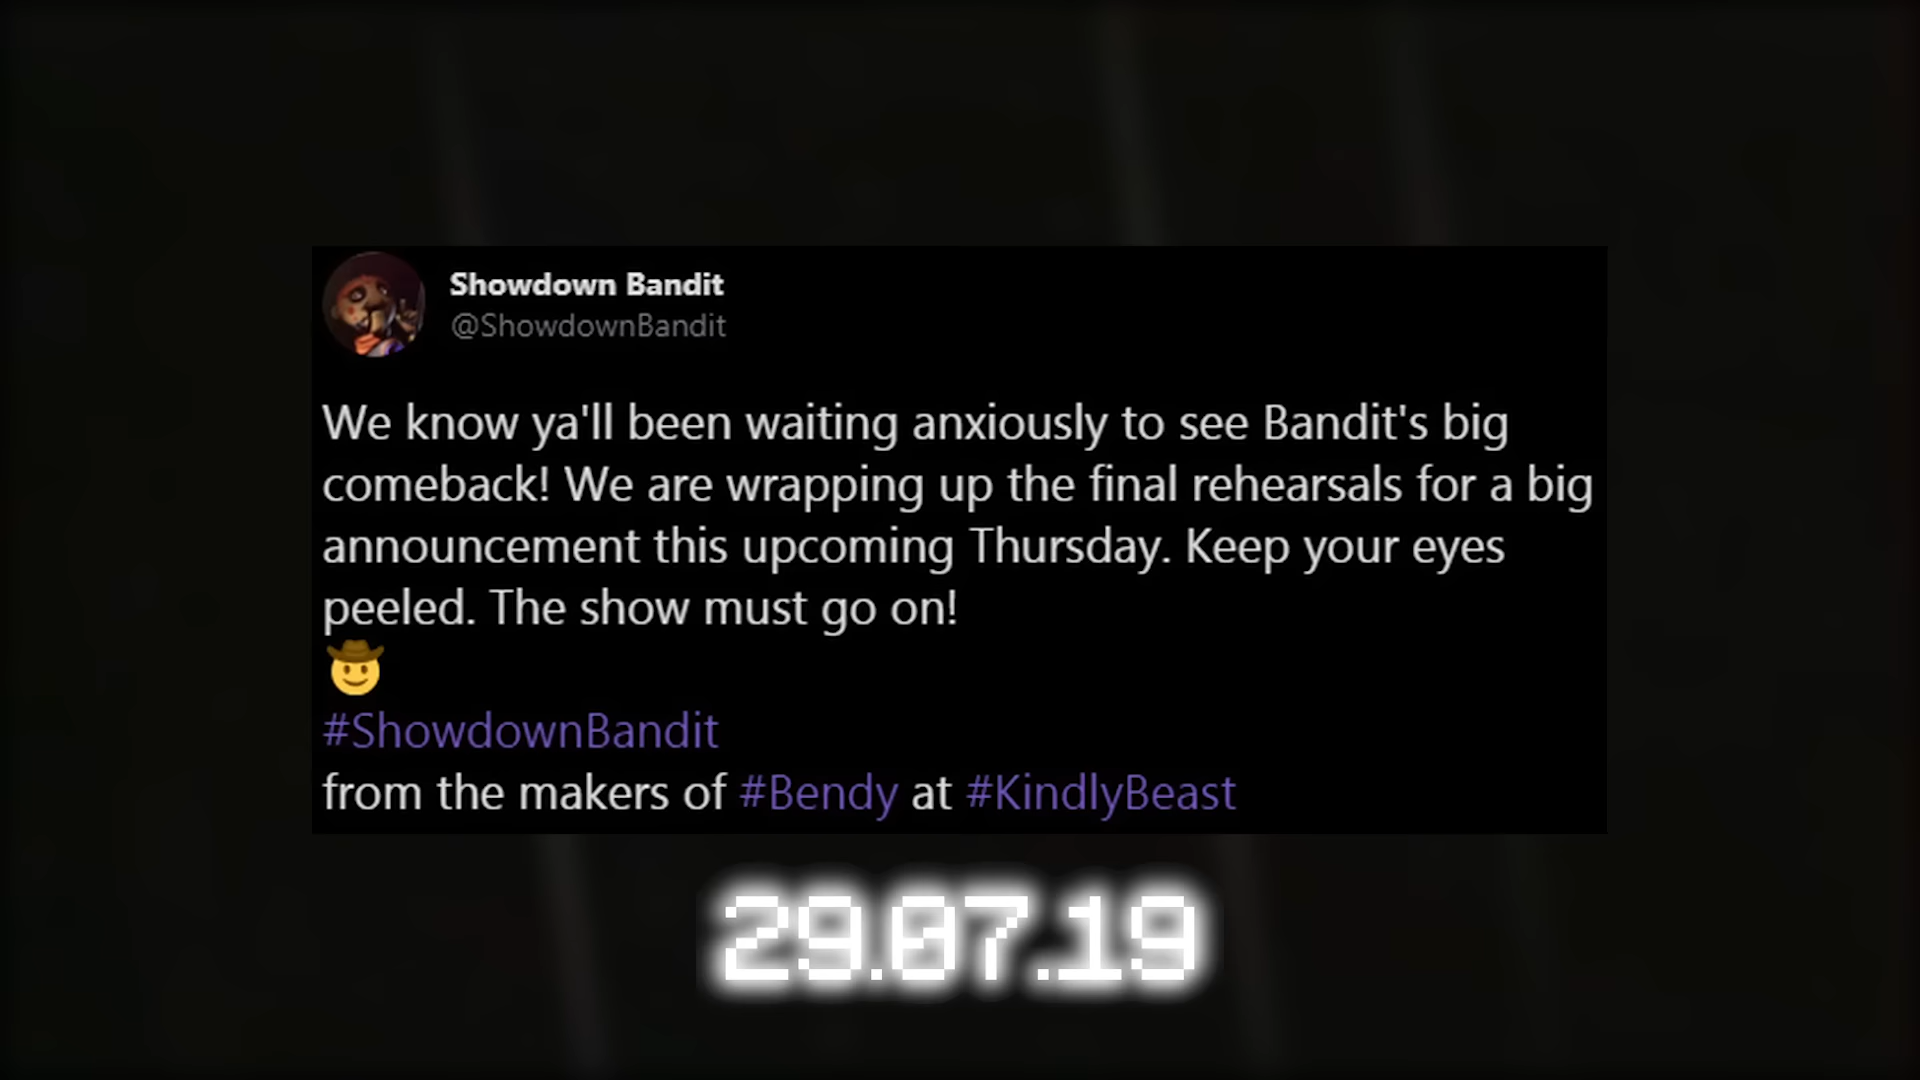 Showdown Bandit
@ShowdownBandit
We know ya'll been waiting anxiously to see Bandit's big
comeback! We are wrapping up the final rehearsals for a big
announcement this upcoming Thursday. Keep your eyes
peeled. The show must go on!
🤠
#ShowdownBandit
from the makers of #Bendy at #KindlyBeast
29.07.19